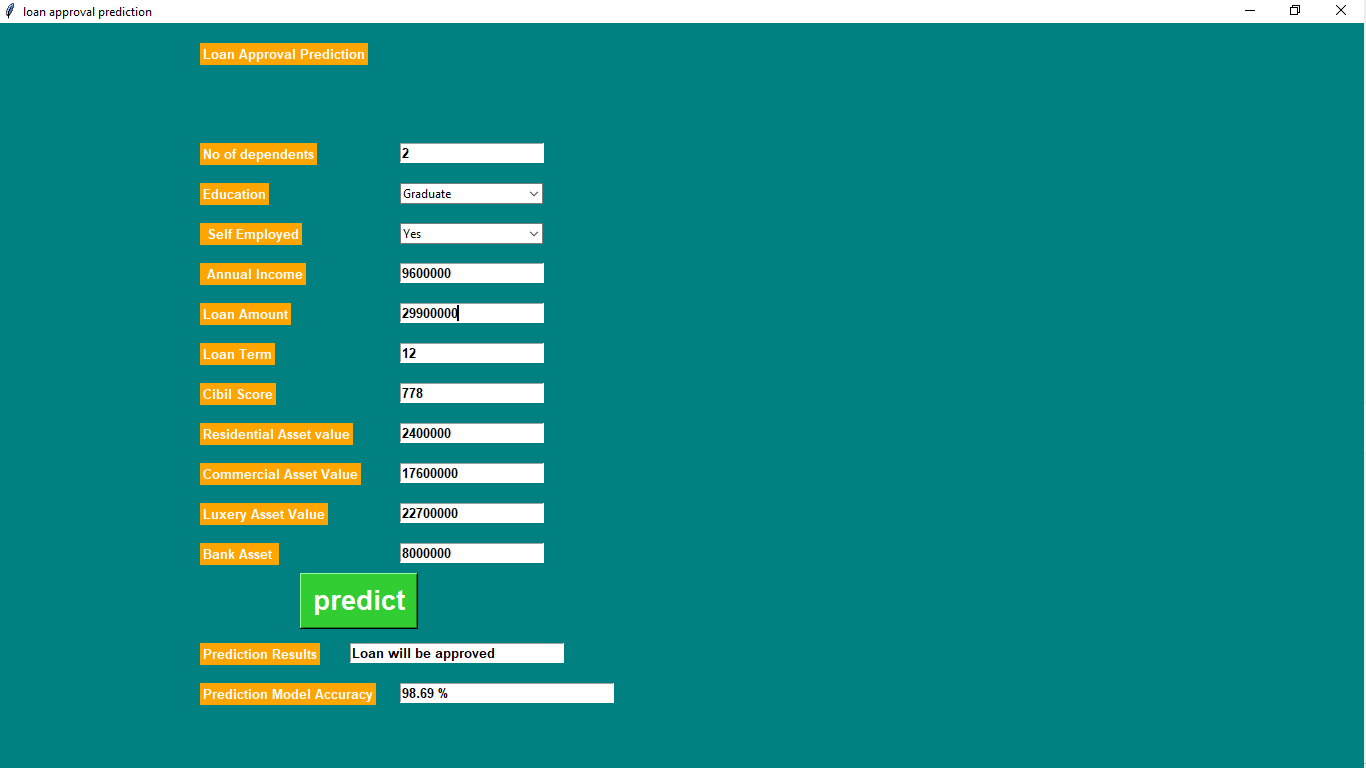 loan approval prediction
Loan Approval Prediction
No of dependents 2
Education Graduate
Self Employed Yes
Annual Income 9600000
Loan Amount 29900000
Loan Term 12
Cibil Score 778
Residential Asset value 2400000
Commercial Asset Value 17600000
Luxery Asset Value 22700000
Bank Asset 8000000
predict
Prediction Results Loan will be approved
Prediction Model Accuracy 98.69 %